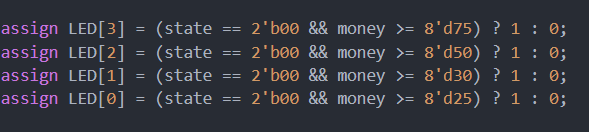 assign LED[3] = (state == 2'b00 && money >= 8'd75) ? 1 : 0;
assign LED[2] = (state == 2'b00 && money >= 8'd50) ? 1 : 0;
assign LED[1] = (state == 2'b00 && money >= 8'd30) ? 1 : 0;
assign LED[0] = (state == 2'b00 && money >= 8'd25) ? 1 : 0;